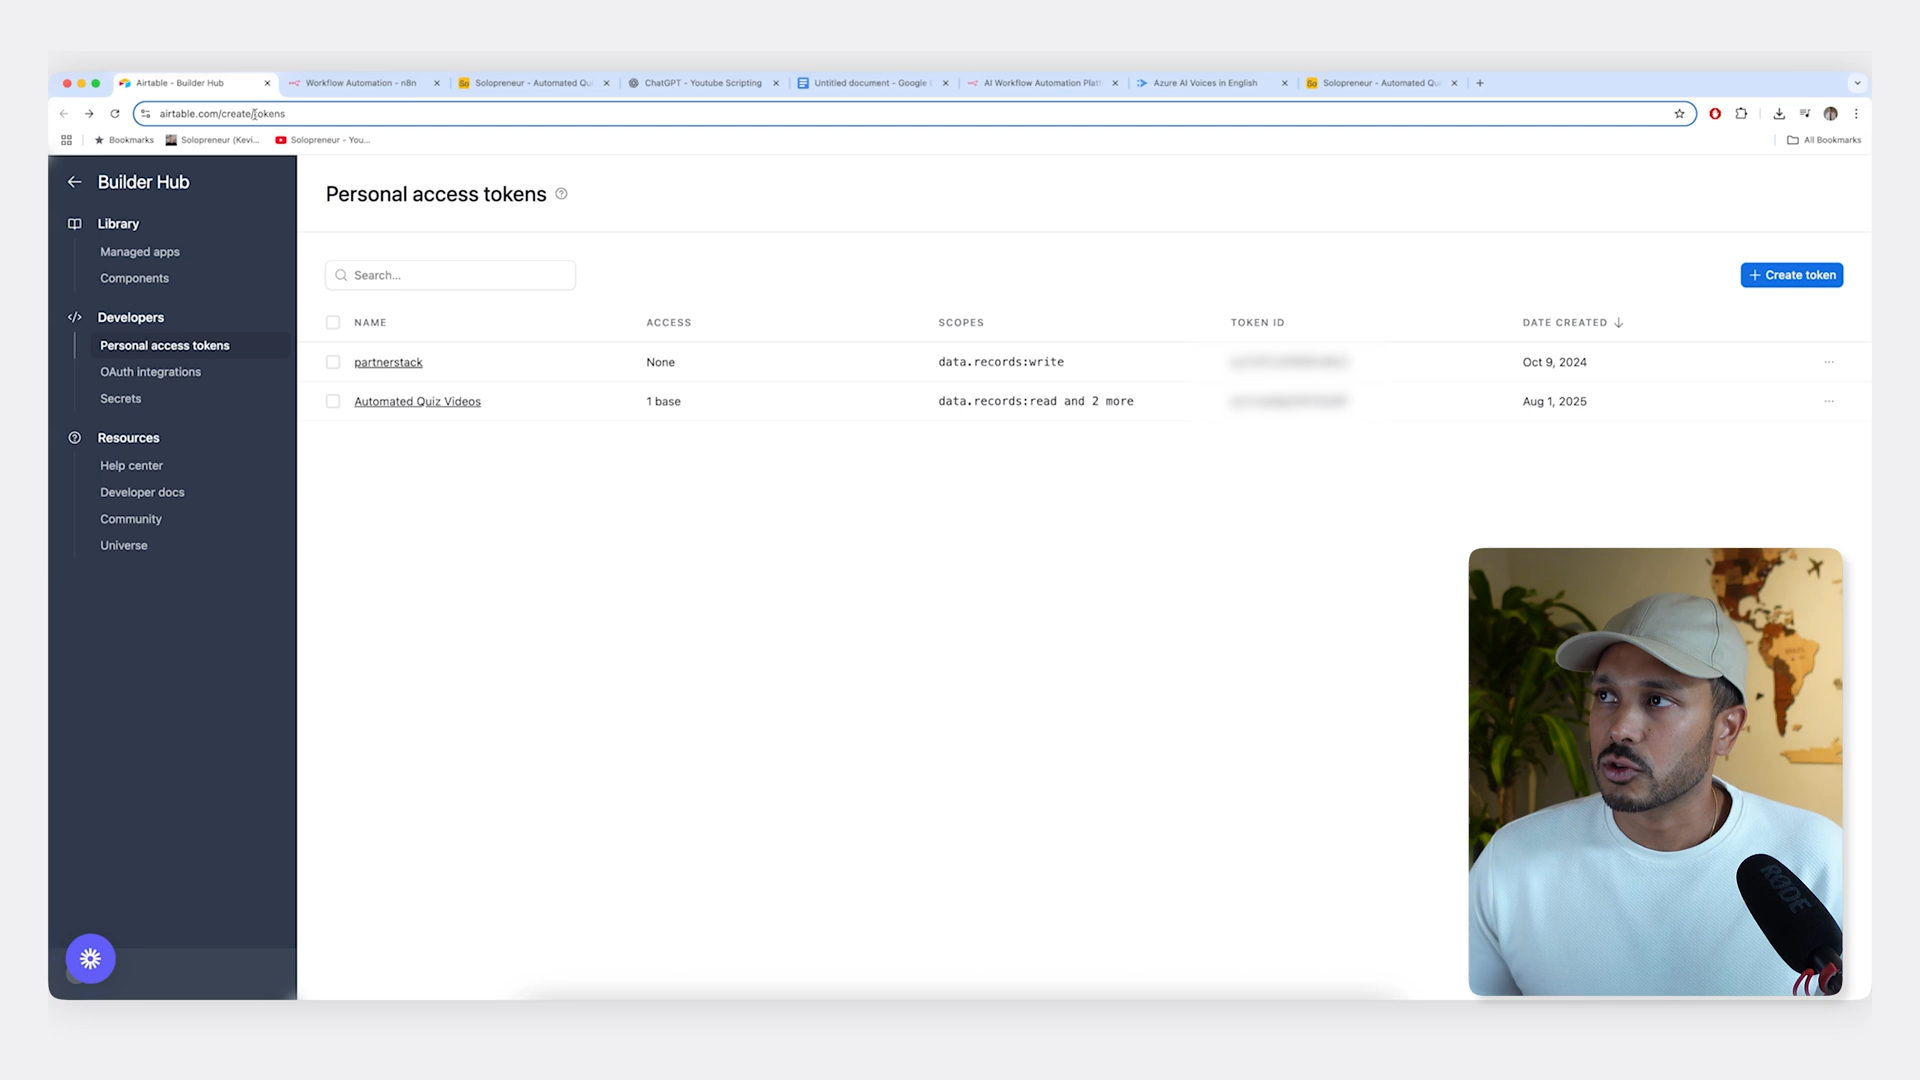 Airtable - Builder Hub
Workflow Automation - n8n
Solopreneur - Automated Qu
ChatGPT - Youtube Scripting
Untitled document - Google
AI Workflow Automation Platf
Azure AI Voices in English
Solopreneur - Automated Qu
airtable.com/create/tokens
Bookmarks
Solopreneur (Kevi...
Solopreneur - You...
All Bookmarks
Builder Hub
Library
Managed apps
Components
Developers
Personal access tokens
OAuth integrations
Secrets
Resources
Help center
Developer docs
Community
Universe
Personal access tokens
Search...
+ Create token
NAME ACCESS SCOPES TOKEN ID DATE CREATED
partnerstack None data.records:write Oct 9, 2024
Automated Quiz Videos 1 base data.records:read and 2 more Aug 1, 2025
BRAZIL
RODE